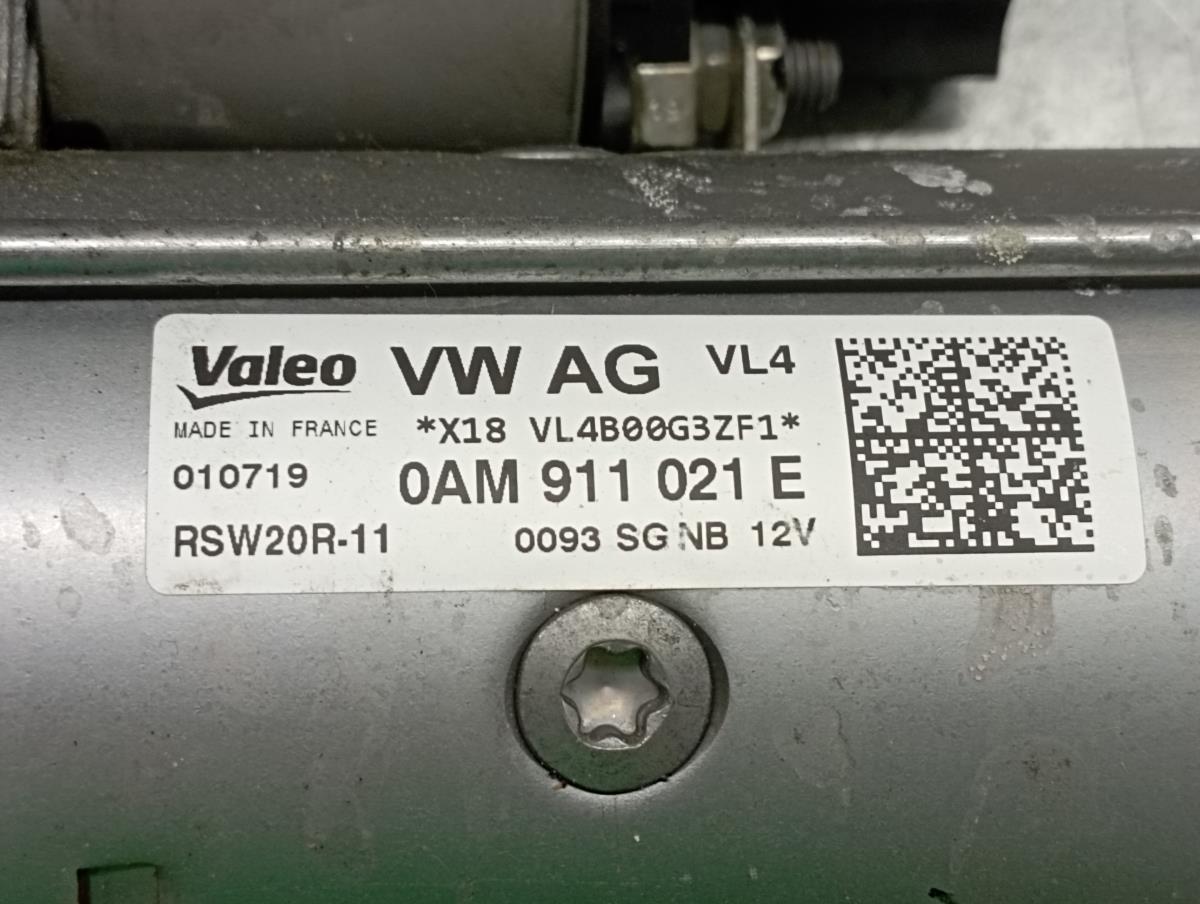 Valeo VW AG VL4
MADE IN FRANCE *X18 VL4B00G3ZF1*
010719 0AM 911 021 E
RSW20R-11 0093 SG NB 12V